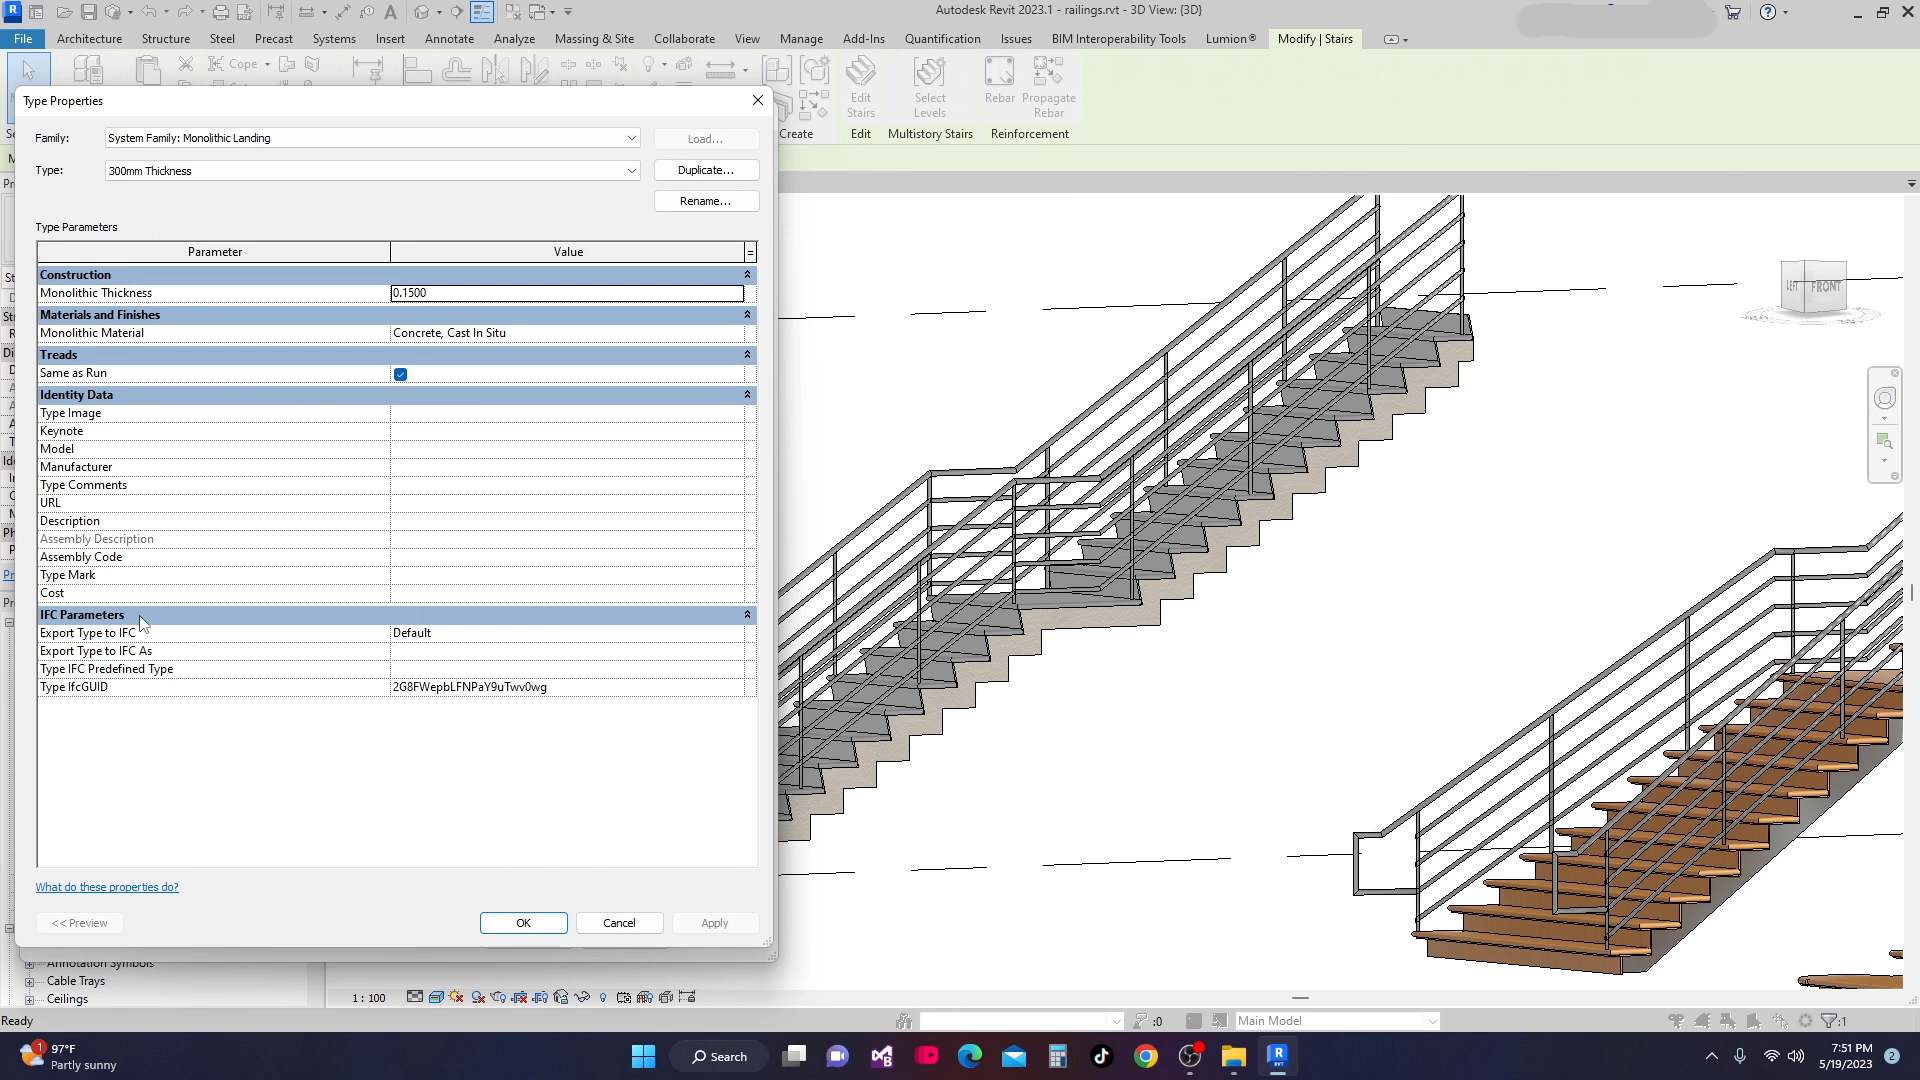 Autodesk Revit 2023.1 - railings.rvt - 3D View: {3D}
File Architecture Structure Steel Precast Systems Insert Annotate Analyze Massing & Site Collaborate View Manage Add-Ins Quantification Issues BIM Interoperability Tools Lumion® Modify | Stairs
Cope
Edit Stairs
Select Levels
Rebar
Propagate Rebar
Create Edit Multistory Stairs Reinforcement
Type Properties
Family: System Family: Monolithic Landing Load...
Type: 300mm Thickness Duplicate...
Rename...
Type Parameters
Parameter Value =
Construction
Monolithic Thickness 0.1500
Materials and Finishes
Monolithic Material Concrete, Cast In Situ
Treads
Same as Run
Identity Data
Type Image
Keynote
Model
Manufacturer
Type Comments
URL
Description
Assembly Description
Assembly Code
Type Mark
Cost
IFC Parameters
Export Type to IFC Default
Export Type to IFC As
Type IFC Predefined Type
Type IfcGUID 2G8FWepbLFNPaY9uTwv0wg
What do these properties do?
<< Preview OK Cancel Apply
LEFT FRONT
Annotation Symbols
Cable Trays
Ceilings
1 : 100
Ready
:0
Main Model
:1
97°F
Partly sunny
Search
7:51 PM
5/19/2023
2